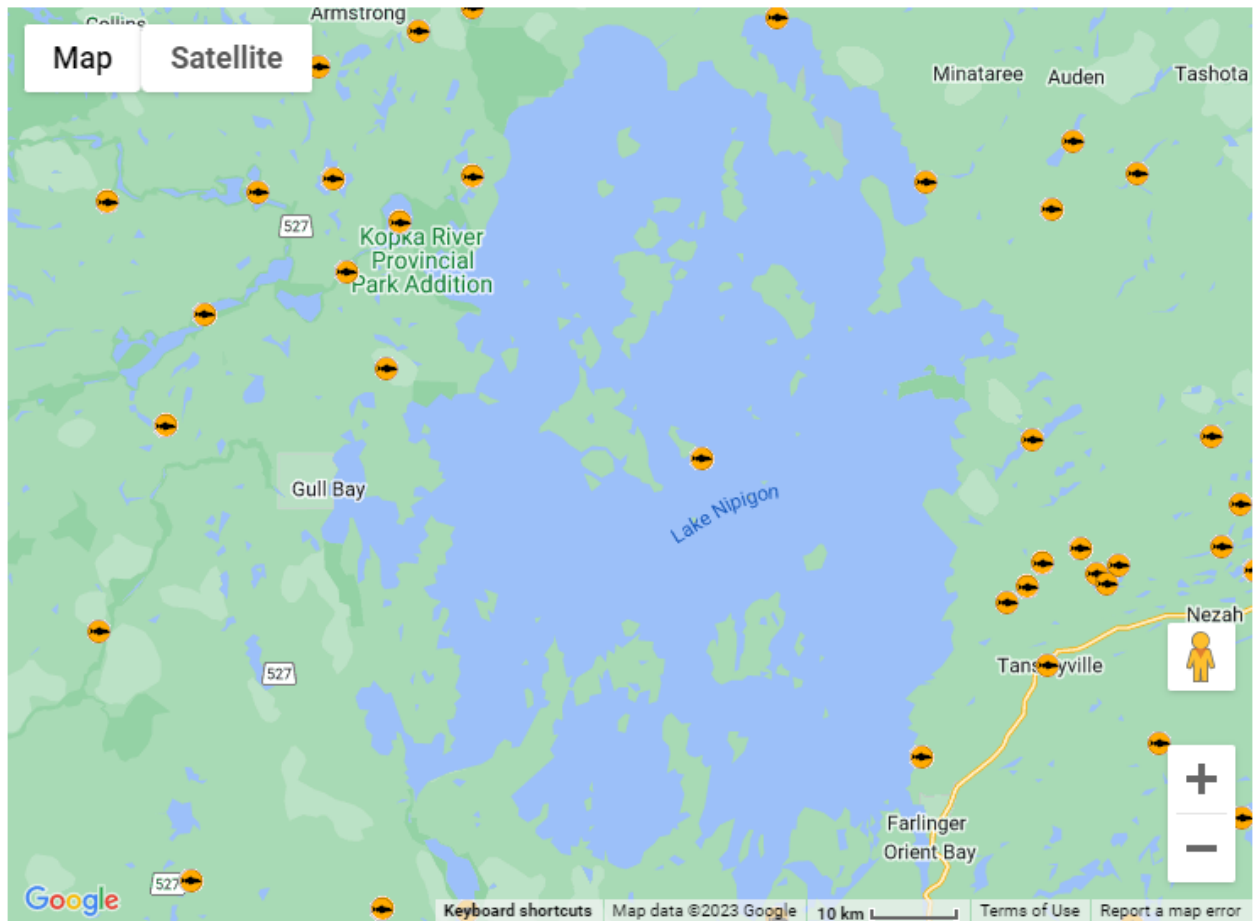 Armstrong
Collins
Map
Satellite
Minataree
Auden
Tashota
527
Kopka River
Provincial
Park Addition
Gull Bay
Lake Nipigon
Nezah
527
Farlinger
Orient Bay
527
Google
Keyboard shortcuts
Map data ©2023 Google
10 km
Terms of Use
Report a map error